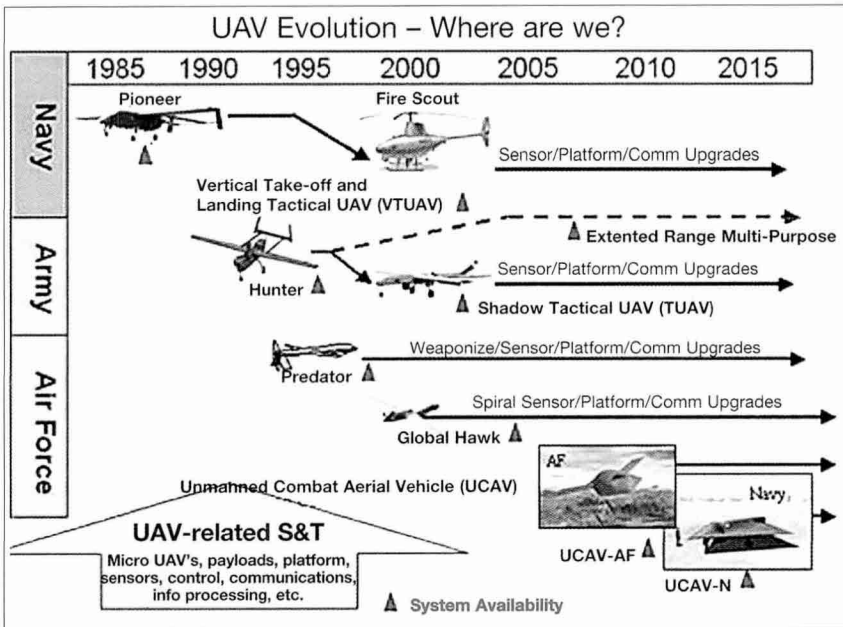 UAV Evolution – Where are we?
1985 1990 1995 2000 2005 2010 2015
Navy
Pioneer
Fire Scout
Sensor/Platform/Comm Upgrades
Vertical Take-off and
Landing Tactical UAV (VTUAV)
Army
Extented Range Multi-Purpose
Hunter
Sensor/Platform/Comm Upgrades
Shadow Tactical UAV (TUAV)
Air Force
Weaponize/Sensor/Platform/Comm Upgrades
Predator
Spiral Sensor/Platform/Comm Upgrades
Global Hawk
AF
Unmanned Combat Aerial Vehicle (UCAV)
Navy
UAV-related S&T
Micro UAV's, payloads, platform,
sensors, control, communications,
info processing, etc.
UCAV-AF
UCAV-N
System Availability